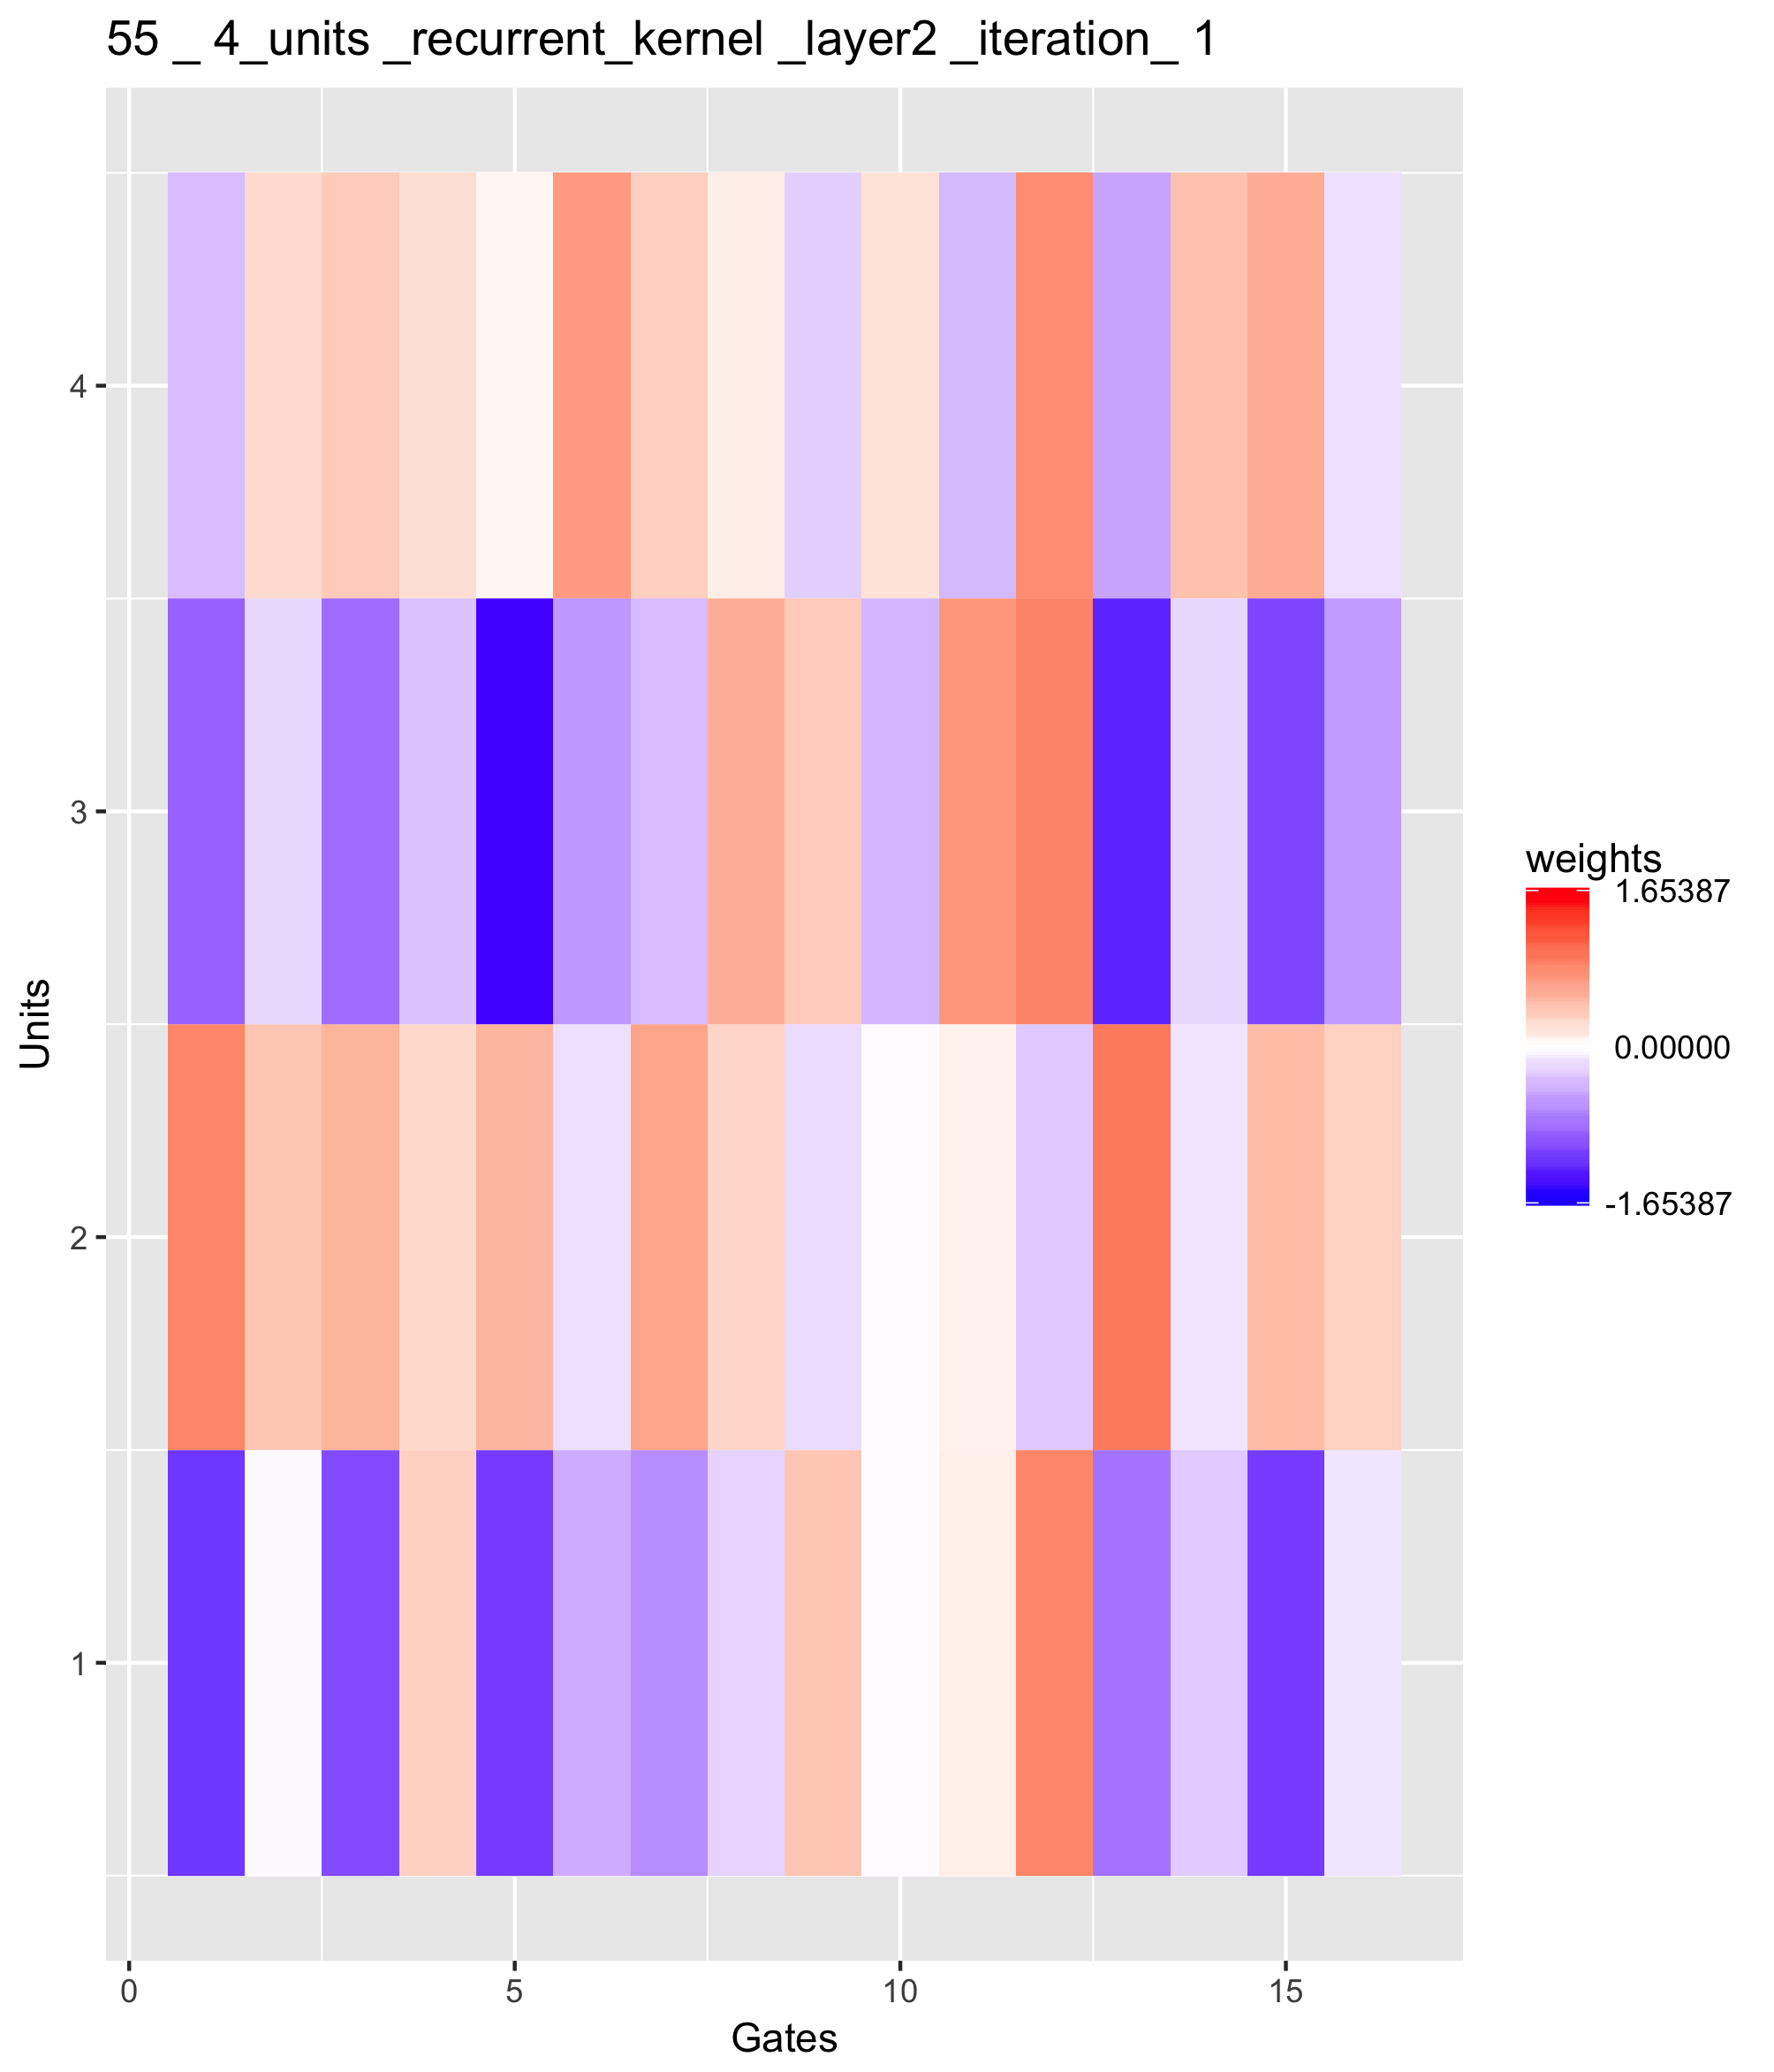 55 _ 4_units _recurrent_kernel _layer2 _iteration_ 1
4
3
2
1
Units
0 5 10 15
Gates
weights
1.65387
0.00000
-1.65387